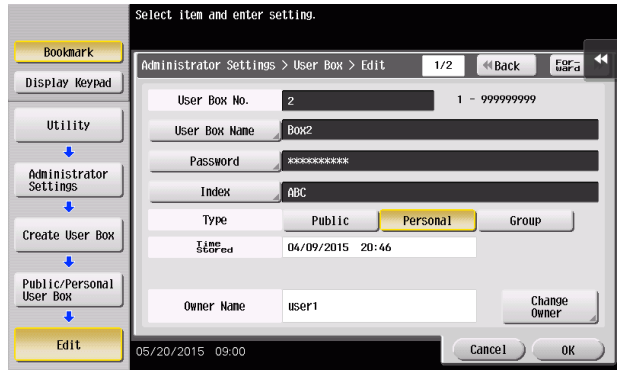 Select item and enter setting.
Bookmark
Display Keypad
Utility
Administrator
Settings
Create User Box
Public/Personal
User Box
Edit
Administrator Settings > User Box > Edit
1/2
Back
For-
ward
User Box No.
2
1 - 999999999
User Box Name
Box2
Password
**********
Index
ABC
Type
Public
Personal
Group
Time
Stored
04/09/2015 20:46
Owner Name
user1
Change
Owner
05/20/2015 09:00
Cancel
OK